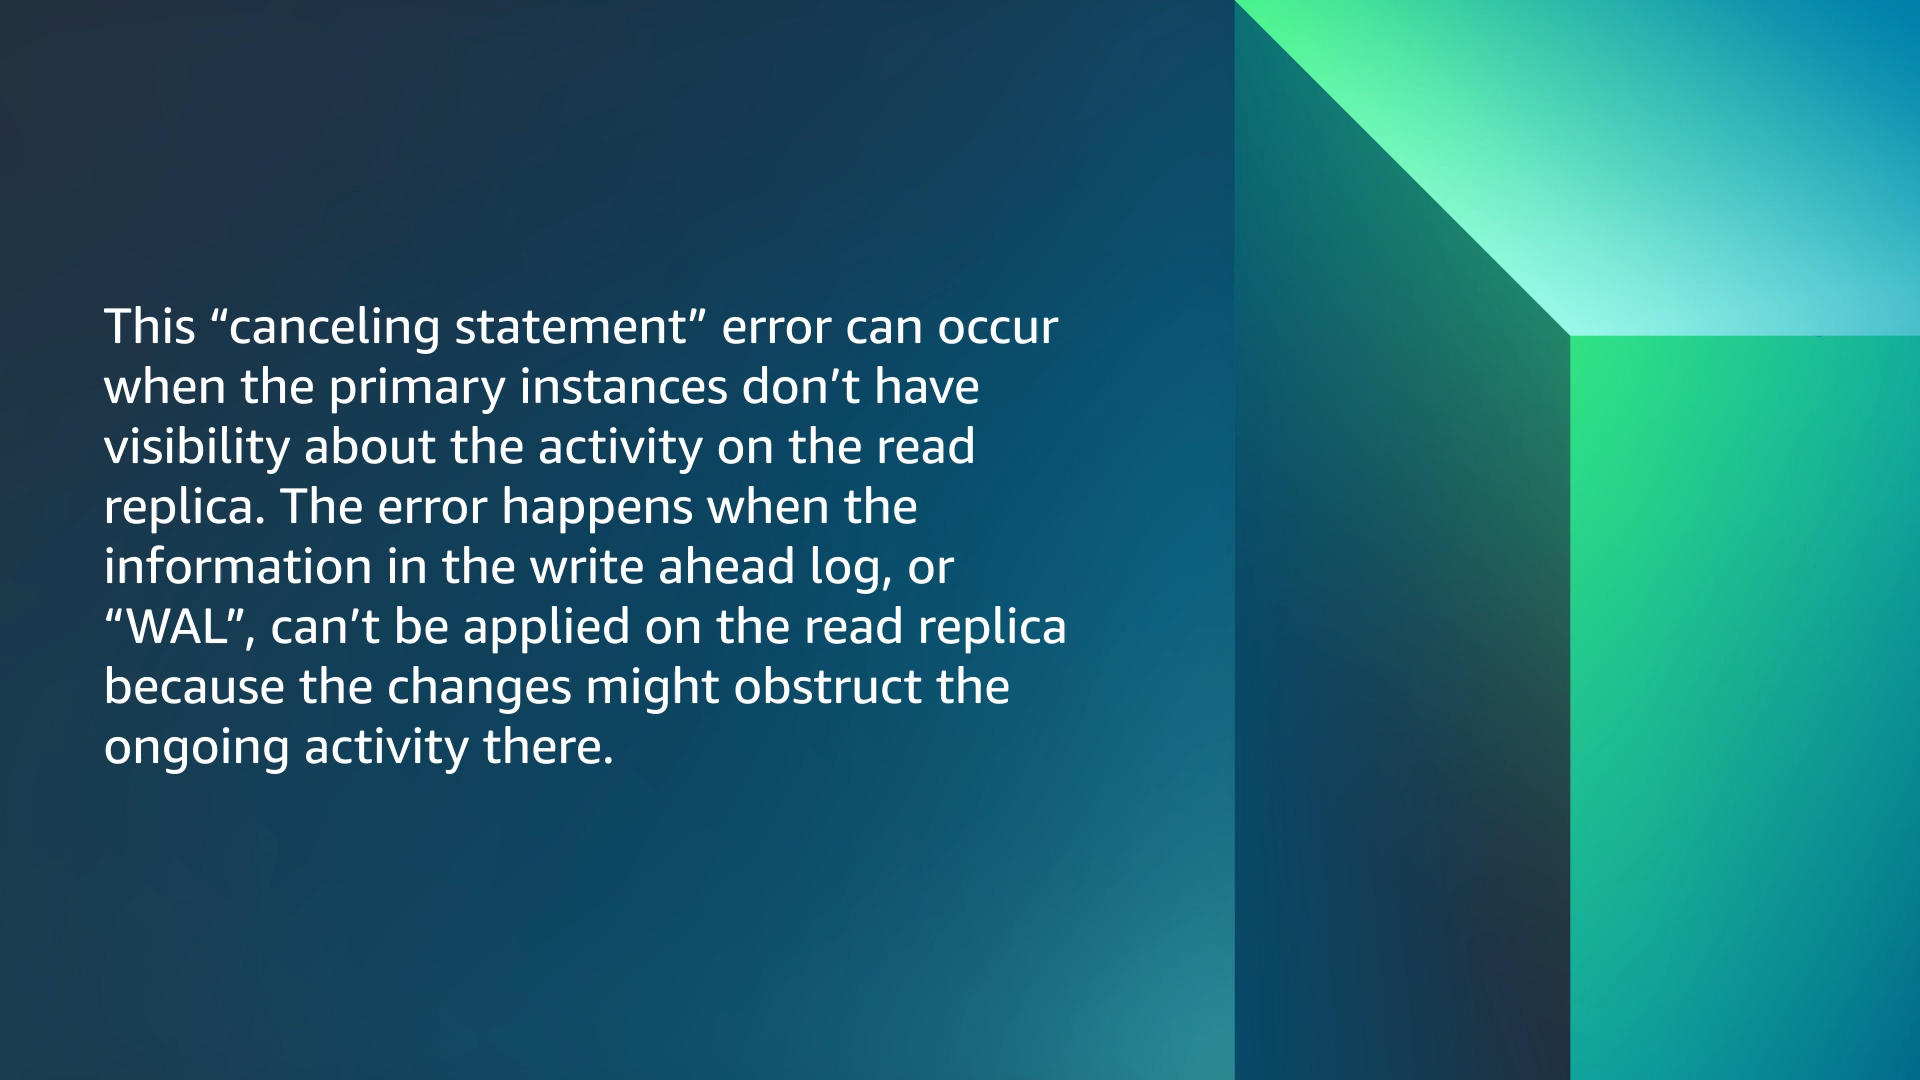 This “canceling statement” error can occur
when the primary instances don’t have
visibility about the activity on the read
replica. The error happens when the
information in the write ahead log, or
“WAL”, can’t be applied on the read replica
because the changes might obstruct the
ongoing activity there.